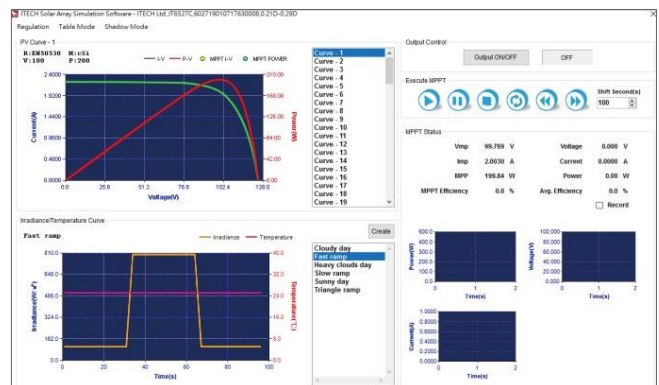 ITECH Solar Array Simulation Software - ITECH Ltd,IT6527C,602719010717630008,0.21D-0.29D
Regulation Table Mode Shadow Mode
PV Curve - 1
R:EN50530 M:cSi
V:100 P:200
I-V P-V MPPT I-V MPPT POWER
2.4000
1.9200
1.4400
0.9600
0.4800
0.0000
Current(A)
210.00
168.00
126.00
84.00
42.00
0.00
Power(W)
0.0 25.6 51.2 76.8 102.4 128.0
Voltage(V)
Curve - 1
Curve - 2
Curve - 3
Curve - 4
Curve - 5
Curve - 6
Curve - 7
Curve - 8
Curve - 9
Curve - 10
Curve - 11
Curve - 12
Curve - 13
Curve - 14
Curve - 15
Curve - 16
Curve - 17
Curve - 18
Curve - 19
Output Control
Output ON/OFF OFF
Execute MPPT
Shift Second(s)
100
MPPT Status
Vmp 99.769 V Voltage 0.000 V
Imp 2.0030 A Current 0.0000 A
MPP 199.84 W Power 0.00 W
MPPT Efficiency 0.0 % Avg. Efficiency 0.0 %
Record
Irradiance/Temperature Curve
Fast ramp
Irradiance Temperature
810.0
648.0
486.0
324.0
162.0
0.0
Irradiance(W/㎡)
40.0
32.0
24.0
16.0
8.0
0.0
Temperature(℃)
0 20 40 60 80 100
Time(s)
Create
Cloudy day
Fast ramp
Heavy clouds day
Slow ramp
Sunny day
Triangle ramp
500.0
400.0
300.0
200.0
100.0
0.0
Power(W)
0 1 2
Time(s)
100.000
80.000
60.000
40.000
20.000
0.000
Voltage(V)
0 1 2
Time(s)
1.0000
0.8000
0.6000
0.4000
0.2000
0.0000
Current(A)
0 1 2
Time(s)